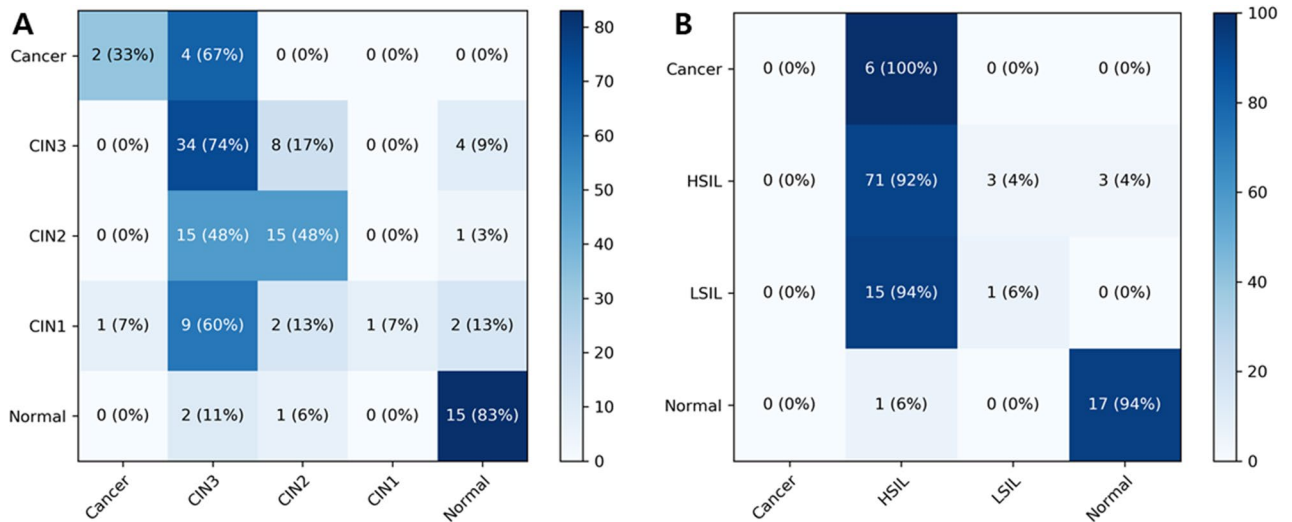 A
Cancer 2 (33%) 4 (67%) 0 (0%) 0 (0%) 0 (0%)
CIN3 0 (0%) 34 (74%) 8 (17%) 0 (0%) 4 (9%)
CIN2 0 (0%) 15 (48%) 15 (48%) 0 (0%) 1 (3%)
CIN1 1 (7%) 9 (60%) 2 (13%) 1 (7%) 2 (13%)
Normal 0 (0%) 2 (11%) 1 (6%) 0 (0%) 15 (83%)
Cancer CIN3 CIN2 CIN1 Normal
80
70
60
50
40
30
20
10
0
B
Cancer 0 (0%) 6 (100%) 0 (0%) 0 (0%)
HSIL 0 (0%) 71 (92%) 3 (4%) 3 (4%)
LSIL 0 (0%) 15 (94%) 1 (6%) 0 (0%)
Normal 0 (0%) 1 (6%) 0 (0%) 17 (94%)
Cancer HSIL LSIL Normal
100
80
60
40
20
0